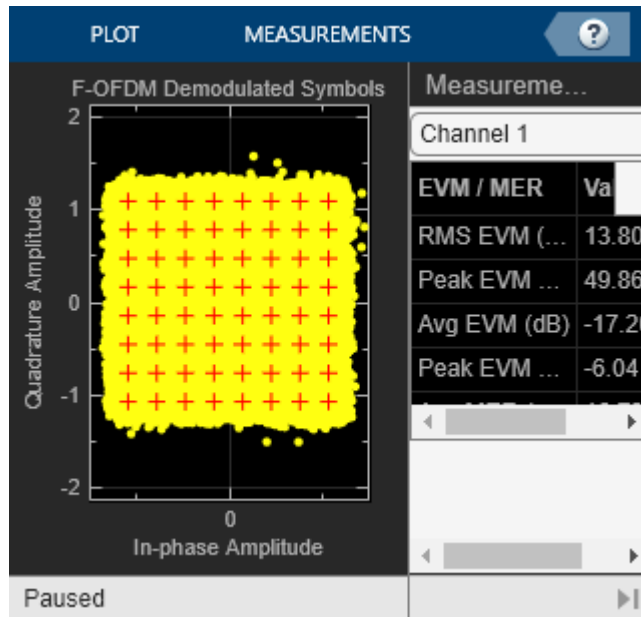 PLOT MEASUREMENTS ?
F-OFDM Demodulated Symbols
2
1
0
-1
-2
Quadrature Amplitude
0
In-phase Amplitude
Measureme...
Channel 1
EVM / MER Va
RMS EVM (... 13.80
Peak EVM ... 49.86
Avg EVM (dB) -17.20
Peak EVM ... -6.04
Paused